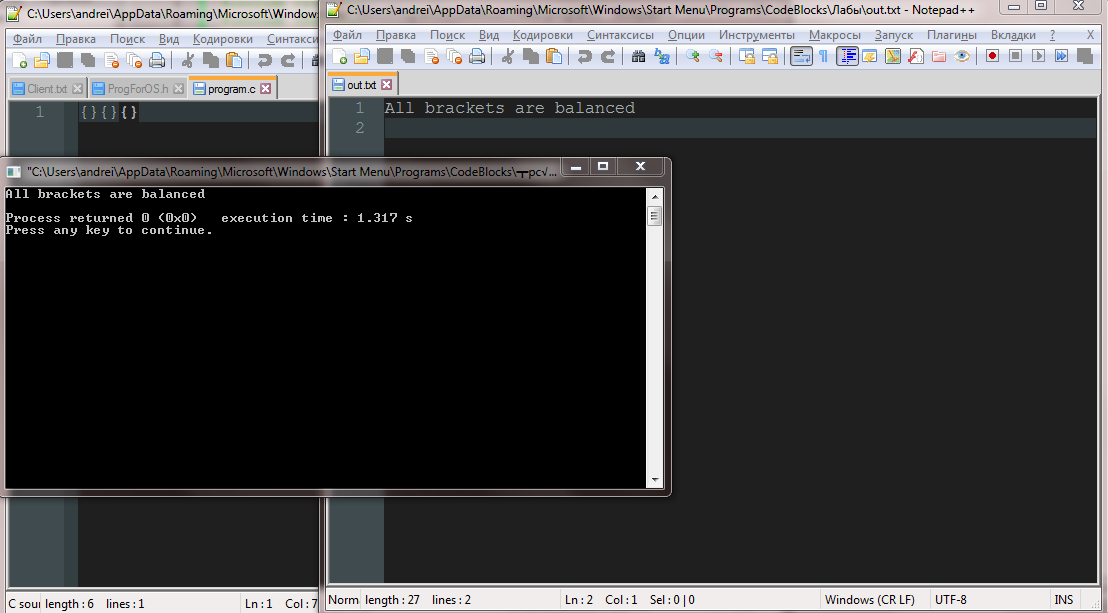 C:\Users\andrei\AppData\Roaming\Microsoft\Windows
Файл Правка Поиск Вид Кодировки Синтакси
Client.txt ProgForOS.h program.c
1 {}{}{}
C:\Users\andrei\AppData\Roaming\Microsoft\Windows\Start Menu\Programs\CodeBlocks\Лабы\out.txt - Notepad++
Файл Правка Поиск Вид Кодировки Синтаксисы Опции Инструменты Макросы Запуск Плагины Вкладки ? X
out.txt
1 All brackets are balanced
2
"C:\Users\andrei\AppData\Roaming\Microsoft\Windows\Start Menu\Programs\CodeBlocks\┬рс√...
All brackets are balanced
Process returned 0 (0x0) execution time : 1.317 s
Press any key to continue.
C sour length : 6 lines : 1 Ln : 1 Col : 7
Norm length : 27 lines : 2 Ln : 2 Col : 1 Sel : 0 | 0 Windows (CR LF) UTF-8 INS